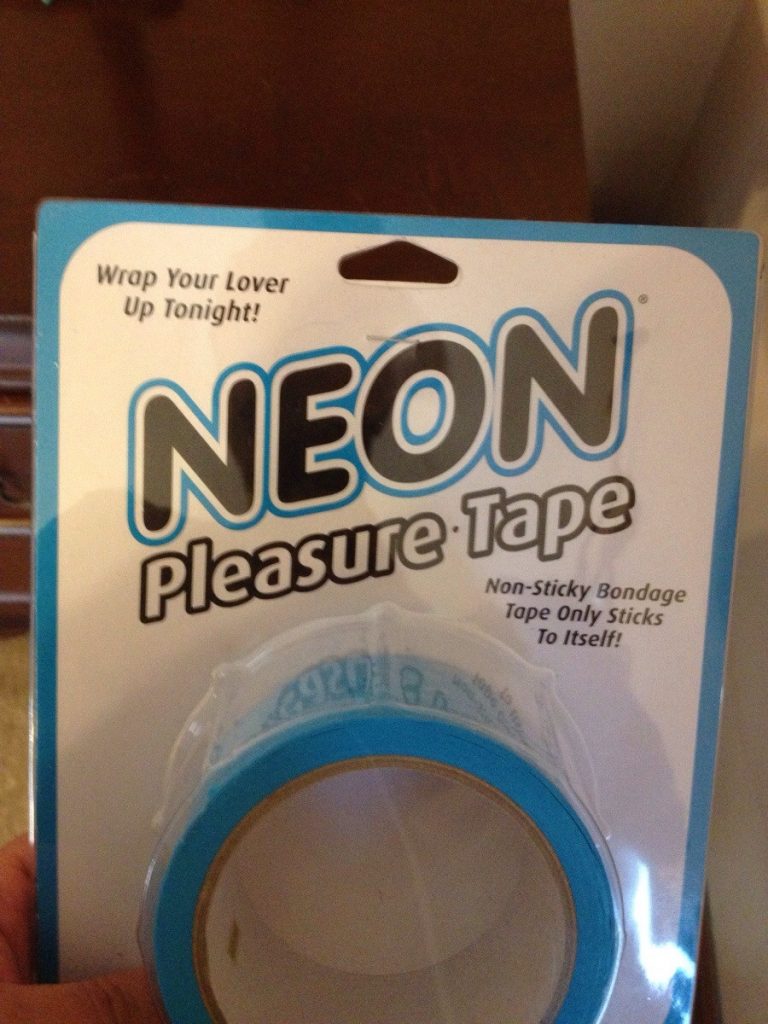 Wrap Your Lover
Up Tonight!
NEON®
Pleasure·Tape
Non-Sticky Bondage
Tape Only Sticks
To Itself!